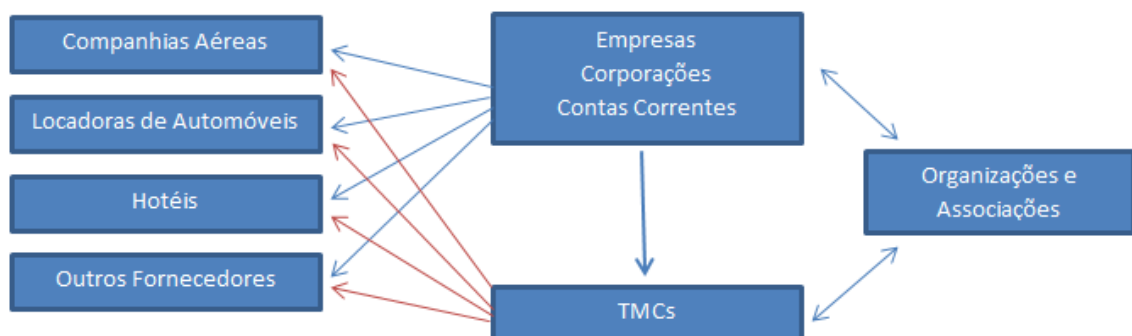 Companhias Aéreas
Locadoras de Automóveis
Hotéis
Outros Fornecedores
Empresas
Corporações
Contas Correntes
TMCs
Organizações e
Associações